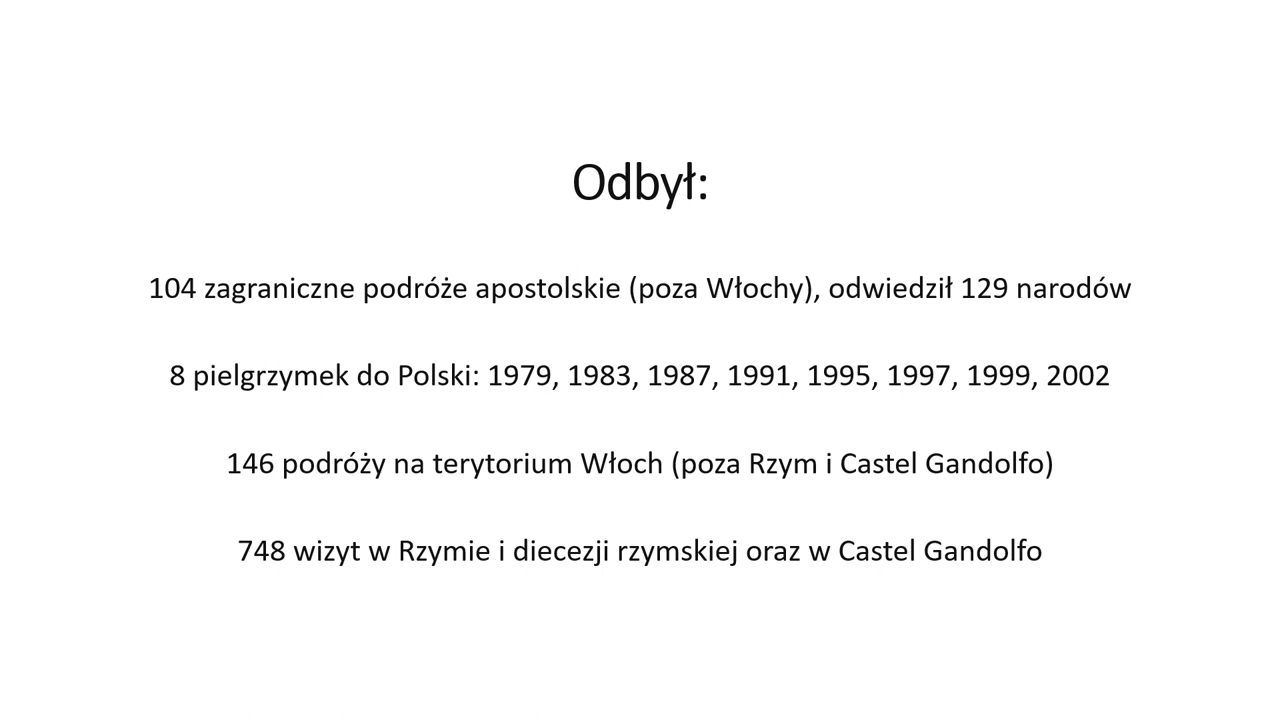 Odbył:
104 zagraniczne podróże apostolskie (poza Włochy), odwiedził 129 narodów
8 pielgrzymek do Polski: 1979, 1983, 1987, 1991, 1995, 1997, 1999, 2002
146 podróży na terytorium Włoch (poza Rzym i Castel Gandolfo)
748 wizyt w Rzymie i diecezji rzymskiej oraz w Castel Gandolfo